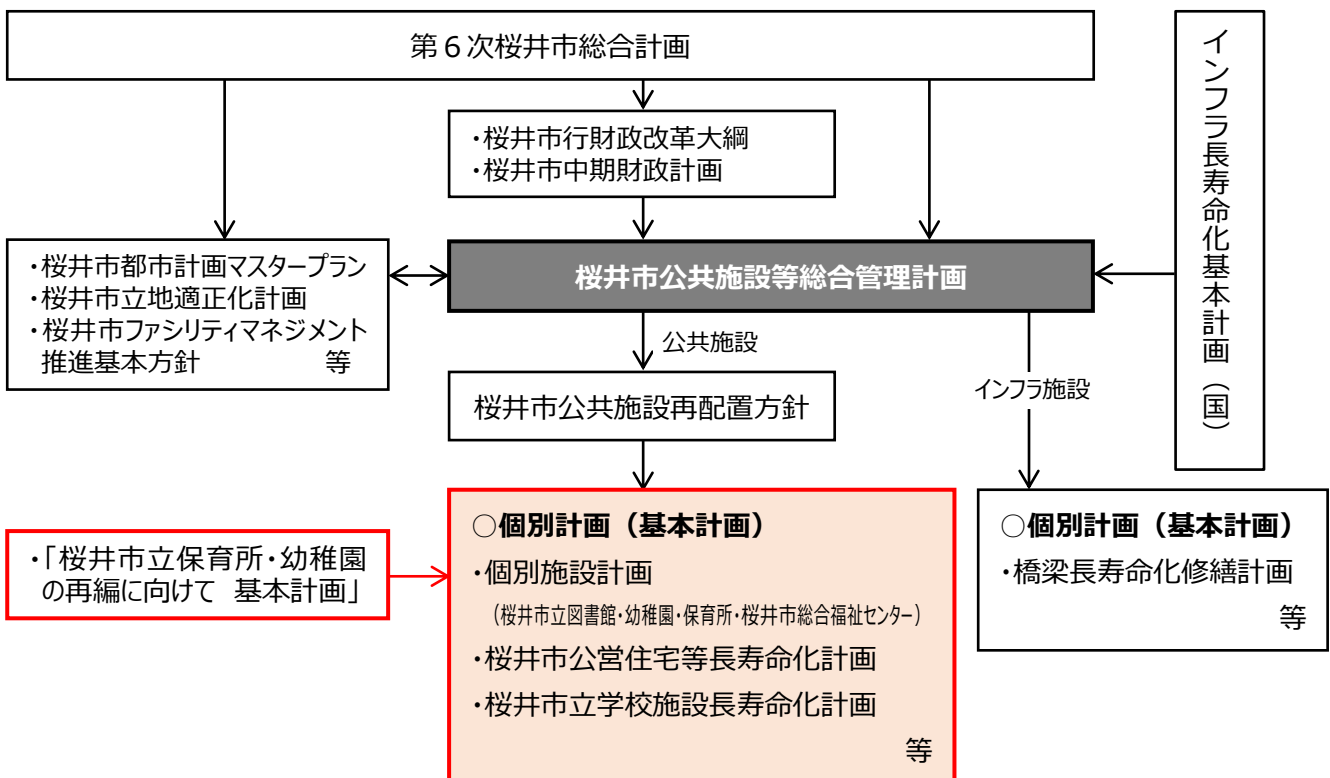 第６次桜井市総合計画
インフラ長寿命化基本計画（国）
・桜井市行財政改革大綱
・桜井市中期財政計画
・桜井市都市計画マスタープラン
・桜井市立地適正化計画
・桜井市ファシリティマネジメント
推進基本方針　等
桜井市公共施設等総合管理計画
公共施設
インフラ施設
桜井市公共施設再配置方針
・「桜井市立保育所・幼稚園
の再編に向けて 基本計画」
○個別計画（基本計画）
・個別施設計画
（桜井市立図書館・幼稚園・保育所・桜井市総合福祉センター）
・桜井市公営住宅等長寿命化計画
・桜井市立学校施設長寿命化計画
等
○個別計画（基本計画）
・橋梁長寿命化修繕計画
等